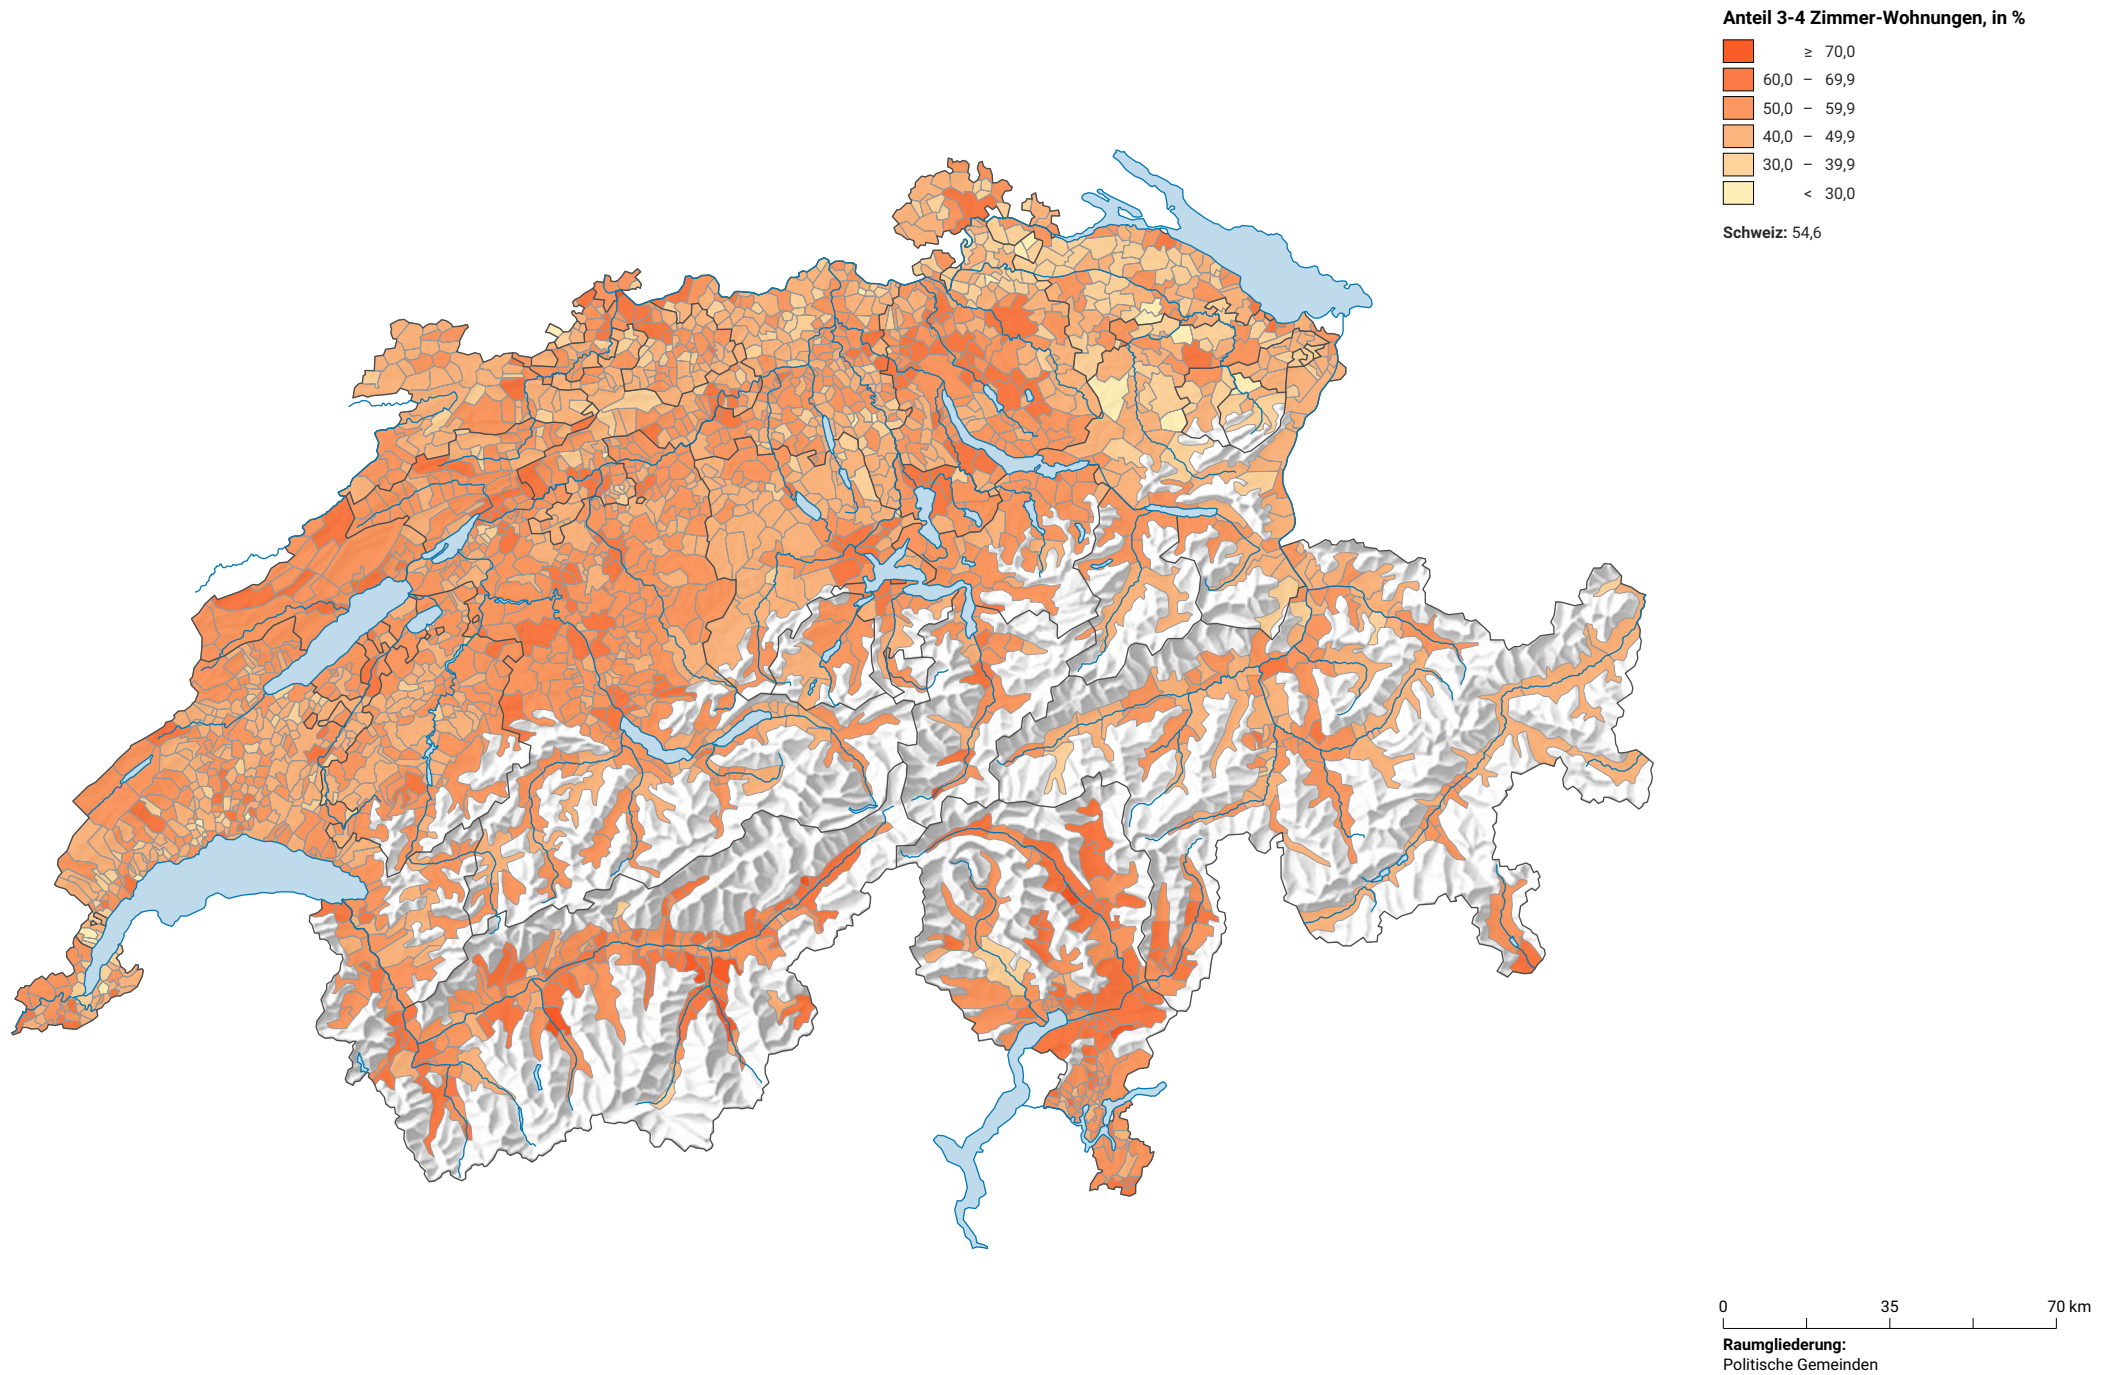 Anteil 3-4 Zimmer-Wohnungen, in %
≥ 70,0
60,0 – 69,9
50,0 – 59,9
40,0 – 49,9
30,0 – 39,9
< 30,0
Schweiz: 54,6
0 35 70 km
Raumgliederung:
Politische Gemeinden